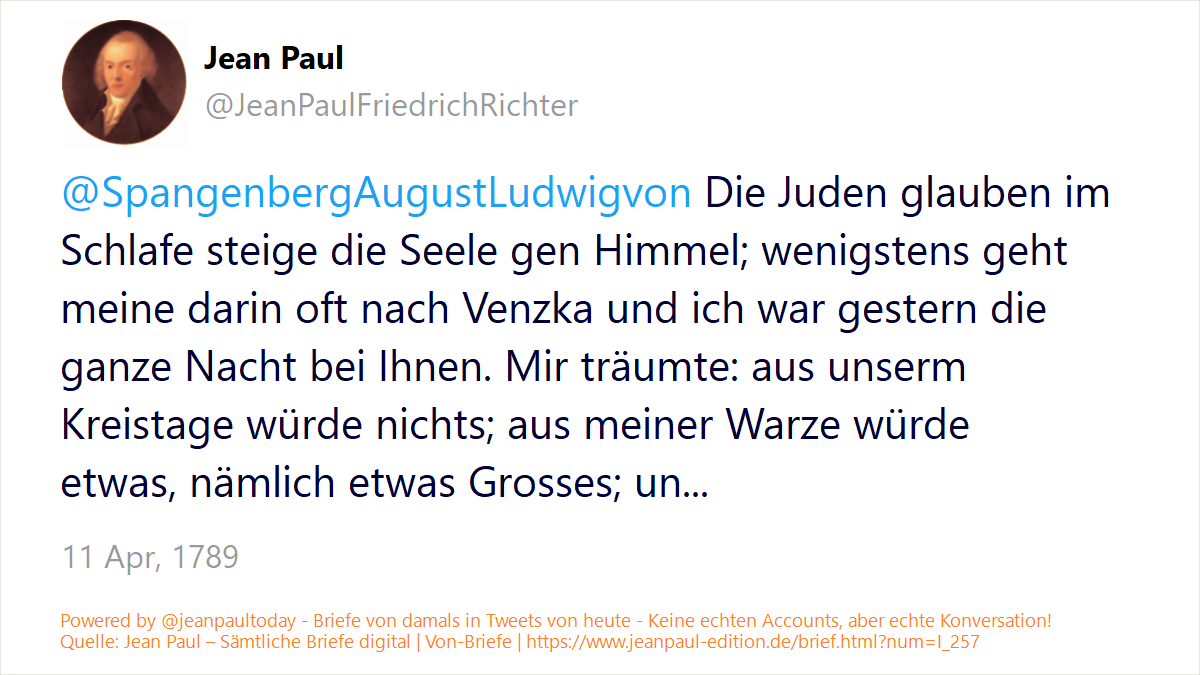 Jean Paul
@JeanPaulFriedrichRichter
@SpangenbergAugustLudwigvon Die Juden glauben im
Schlafe steige die Seele gen Himmel; wenigstens geht
meine darin oft nach Venzka und ich war gestern die
ganze Nacht bei Ihnen. Mir träumte: aus unserm
Kreistage würde nichts; aus meiner Warze würde
etwas, nämlich etwas Grosses; un...
11 Apr, 1789
Powered by @jeanpaultoday - Briefe von damals in Tweets von heute - Keine echten Accounts, aber echte Konversation!
Quelle: Jean Paul – Sämtliche Briefe digital | Von-Briefe | https://www.jeanpaul-edition.de/brief.html?num=I_257